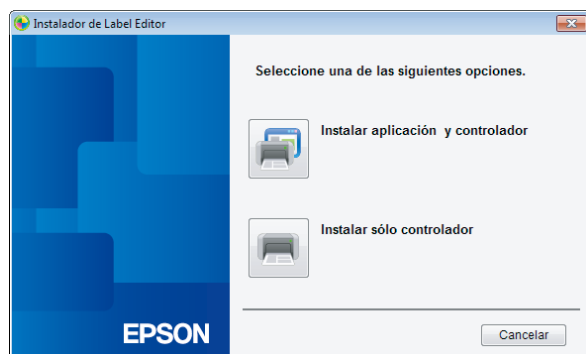 Instalador de Label Editor
Seleccione una de las siguientes opciones.
Instalar aplicación y controlador
Instalar sólo controlador
EPSON
Cancelar